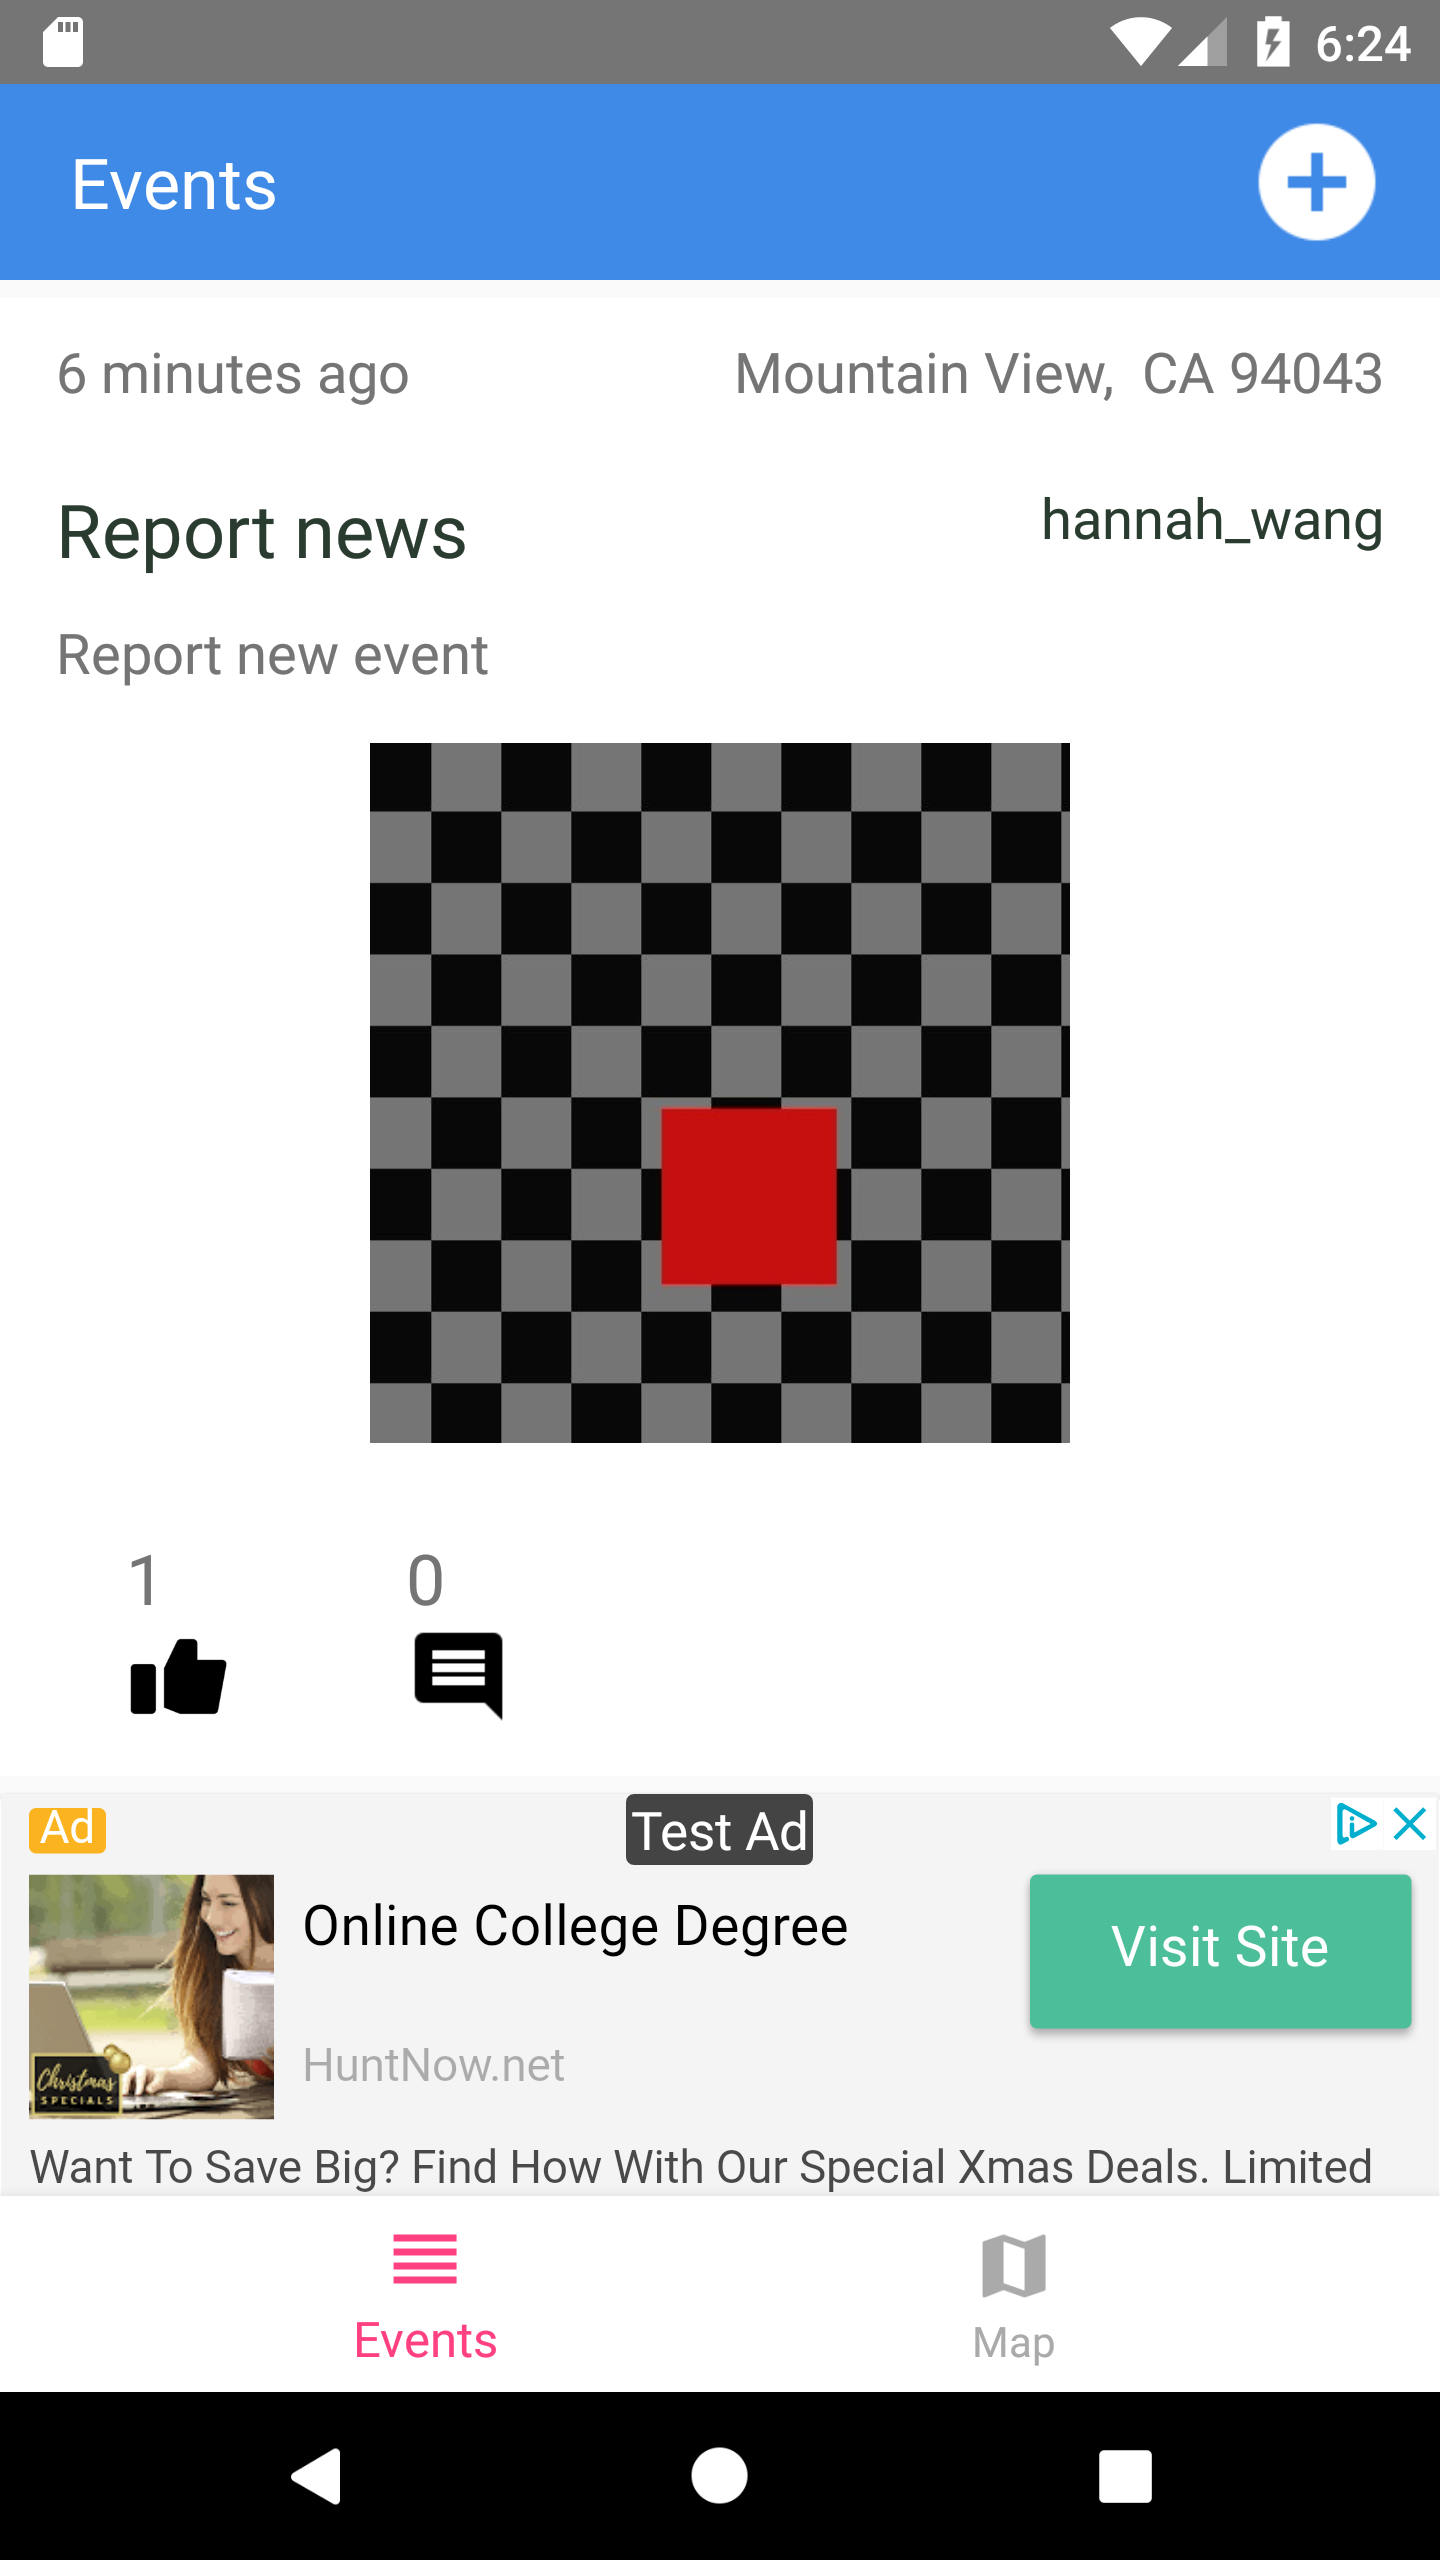 6:24
Events
6 minutes ago
Mountain View,  CA 94043
Report news
hannah_wang
Report new event
1
0
Ad
Test Ad
Online College Degree
Visit Site
HuntNow.net
Christmas
SPECIALS
Want To Save Big? Find How With Our Special Xmas Deals. Limited
Events
Map